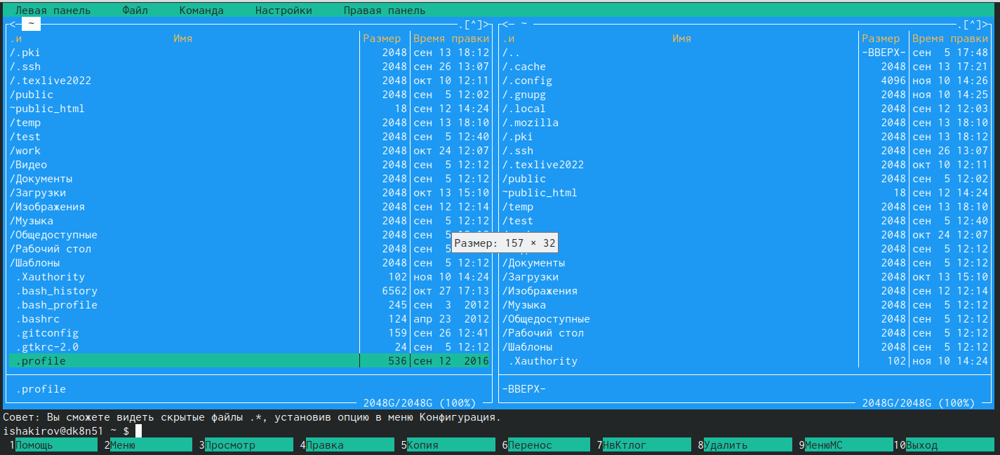 Левая панель Файл Команда Настройки Правая панель
<— ~ .[^]>
.и Имя Размер Время правки
/.pki 2048 сен 13 18:12
/.ssh 2048 сен 26 13:07
/.texlive2022 2048 окт 10 12:11
/public 2048 сен 5 12:02
~public_html 18 сен 12 14:24
/temp 2048 сен 13 18:10
/test 2048 сен 5 12:40
/work 2048 окт 24 12:07
/Видео 2048 сен 5 12:12
/Документы 2048 сен 5 12:12
/Загрузки 2048 окт 13 15:10
/Изображения 2048 сен 12 12:14
/Музыка 2048 сен 5 12:12
/Общедоступные 2048 сен 5
/Рабочий стол 2048 сен 5
/Шаблоны 2048 сен 5 12:12
.Xauthority 102 ноя 10 14:24
.bash_history 6562 окт 27 17:13
.bash_profile 245 сен 3 2012
.bashrc 124 апр 23 2012
.gitconfig 159 сен 26 12:41
.gtkrc-2.0 24 сен 5 12:12
.profile 536 сен 12 2016
.profile
2048G/2048G (100%)
<— ~ .[^]>
.и Имя Размер Время правки
/.. -ВВЕРХ- сен 5 17:48
/.cache 2048 сен 13 17:21
/.config 4096 ноя 10 14:26
/.gnupg 2048 ноя 10 14:25
/.local 2048 сен 12 12:03
/.mozilla 2048 сен 13 18:10
/.pki 2048 сен 13 18:12
/.ssh 2048 сен 26 13:07
/.texlive2022 2048 окт 10 12:11
/public 2048 сен 5 12:02
~public_html 18 сен 12 14:24
/temp 2048 сен 13 18:10
/test 2048 сен 5 12:40
2048 окт 24 12:07
2048 сен 5 12:12
/Документы 2048 сен 5 12:12
/Загрузки 2048 окт 13 15:10
/Изображения 2048 сен 12 12:14
/Музыка 2048 сен 5 12:12
/Общедоступные 2048 сен 5 12:12
/Рабочий стол 2048 сен 5 12:12
/Шаблоны 2048 сен 5 12:12
.Xauthority 102 ноя 10 14:24
-ВВЕРХ-
2048G/2048G (100%)
Размер: 157 × 32
Совет: Вы сможете видеть скрытые файлы .*, установив опцию в меню Конфигурация.
ishakirov@dk8n51 ~ $
1Помощь 2Меню 3Просмотр 4Правка 5Копия 6Перенос 7НвКтлог 8Удалить 9МенюMC 10Выход